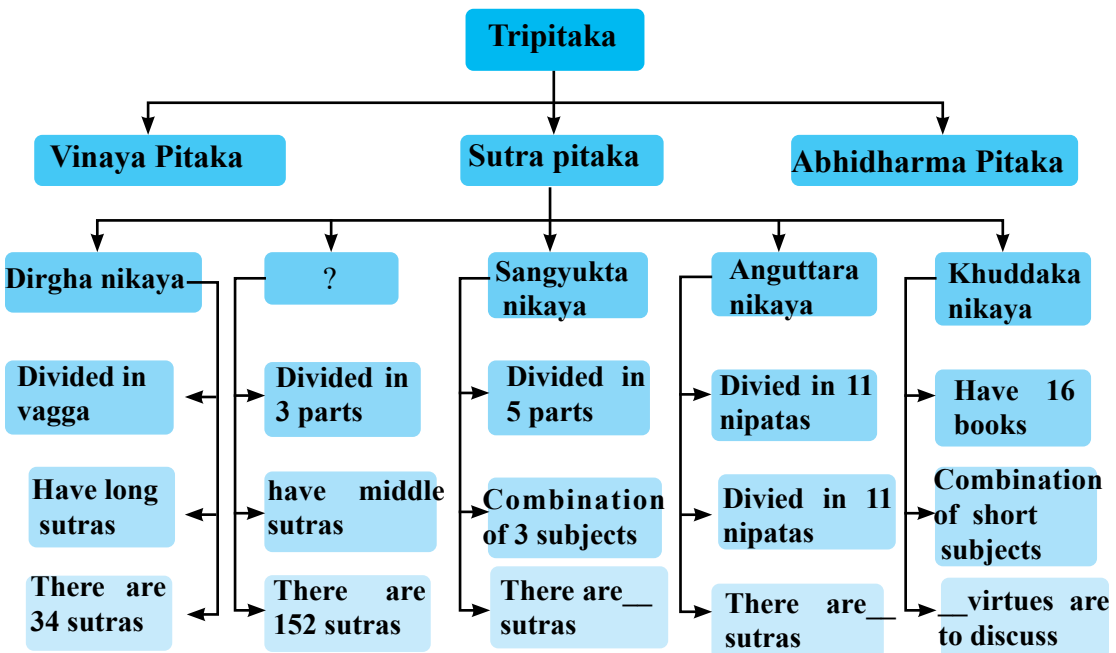 Tripitaka
Vinaya Pitaka
Sutra pitaka
Abhidharma Pitaka
Dirgha nikaya
?
Sangyukta
nikaya
Anguttara
nikaya
Khuddaka
nikaya
Divided in
vagga
Divided in
3 parts
Divided in
5 parts
Divied in 11
nipatas
Have 16
books
Have long
sutras
have middle
sutras
Combination
of 3 subjects
Divied in 11
nipatas
Combination
of short
subjects
There are
34 sutras
There are
152 sutras
There are__
sutras
There are__
sutras
__virtues are
to discuss